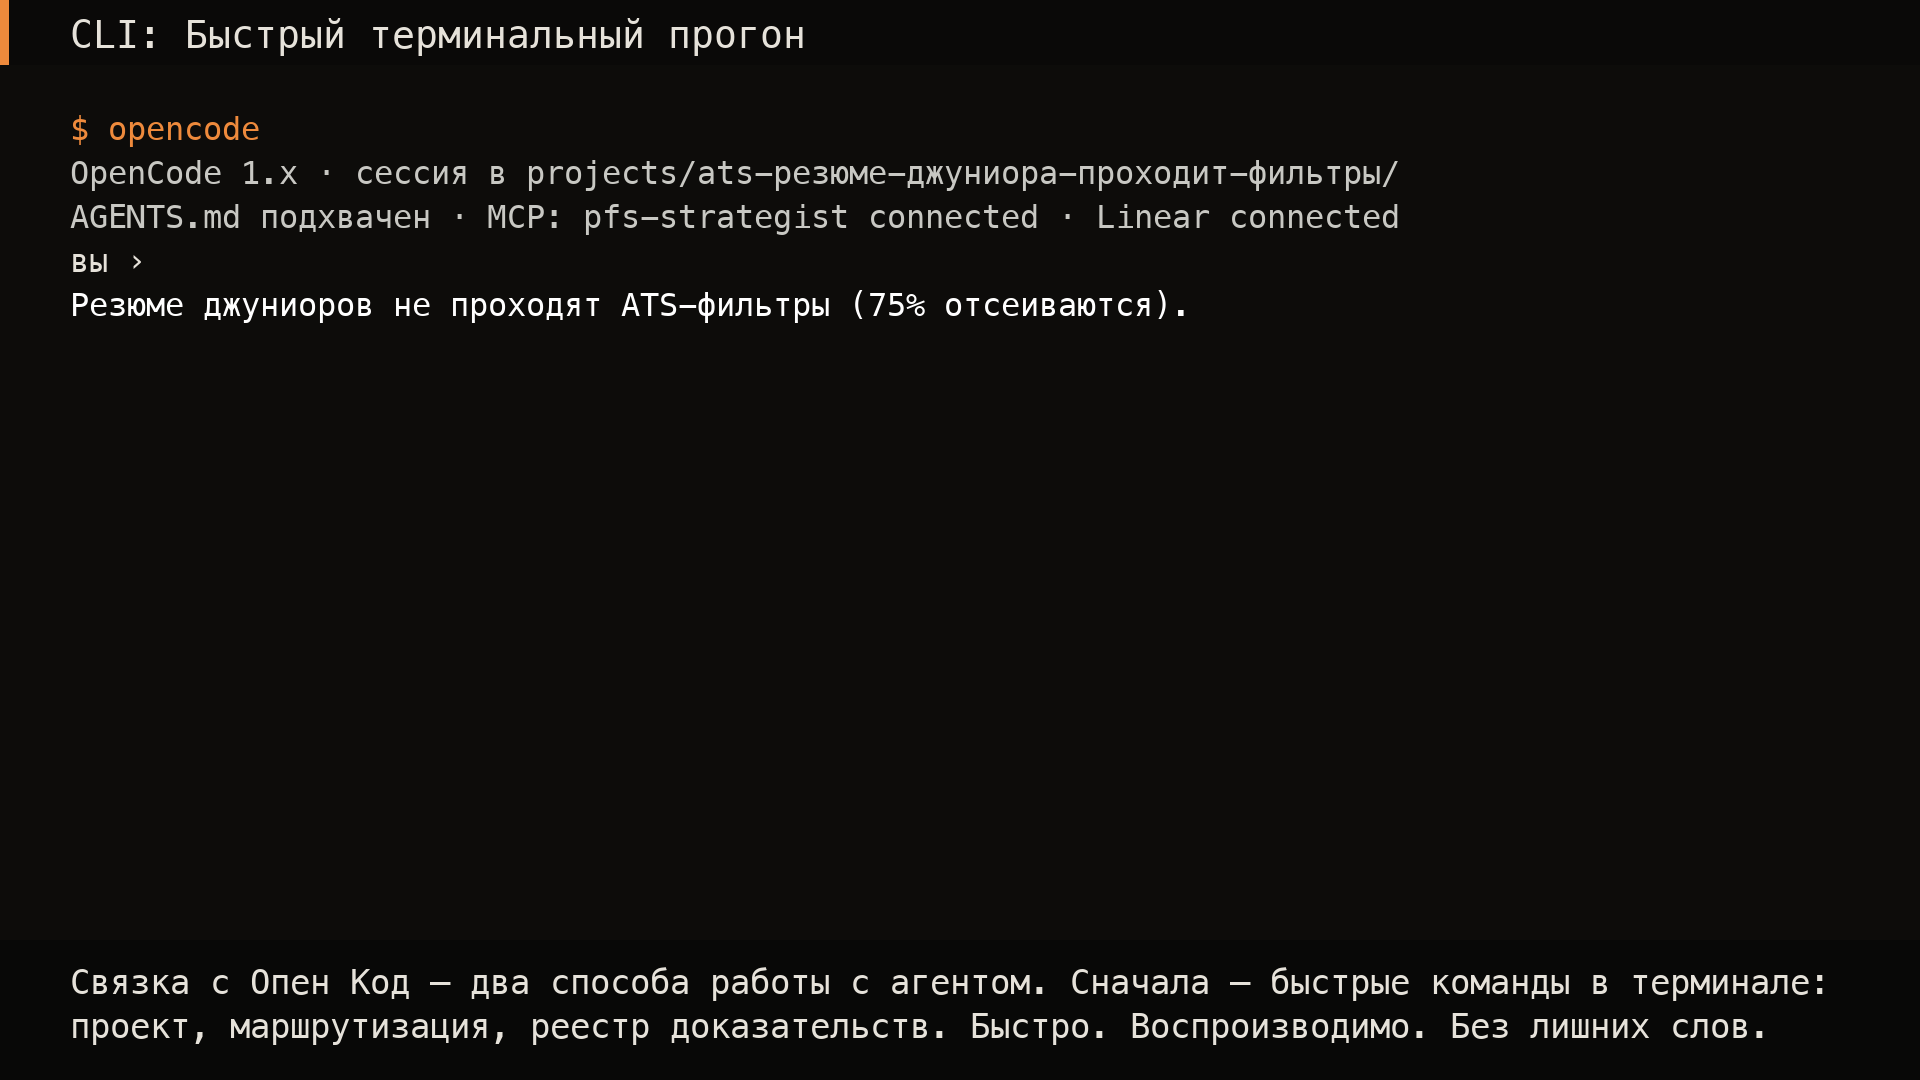 CLI: Быстрый терминальный прогон
$ opencode
OpenCode 1.x · сессия в projects/ats−резюме−джуниора−проходит−фильтры/
AGENTS.md подхвачен · MCP: pfs−strategist connected · Linear connected
вы ›
Резюме джуниоров не проходят ATS−фильтры (75% отсеиваются).
Связка с Опен Код — два способа работы с агентом. Сначала — быстрые команды в терминале:
проект, маршрутизация, реестр доказательств. Быстро. Воспроизводимо. Без лишних слов.